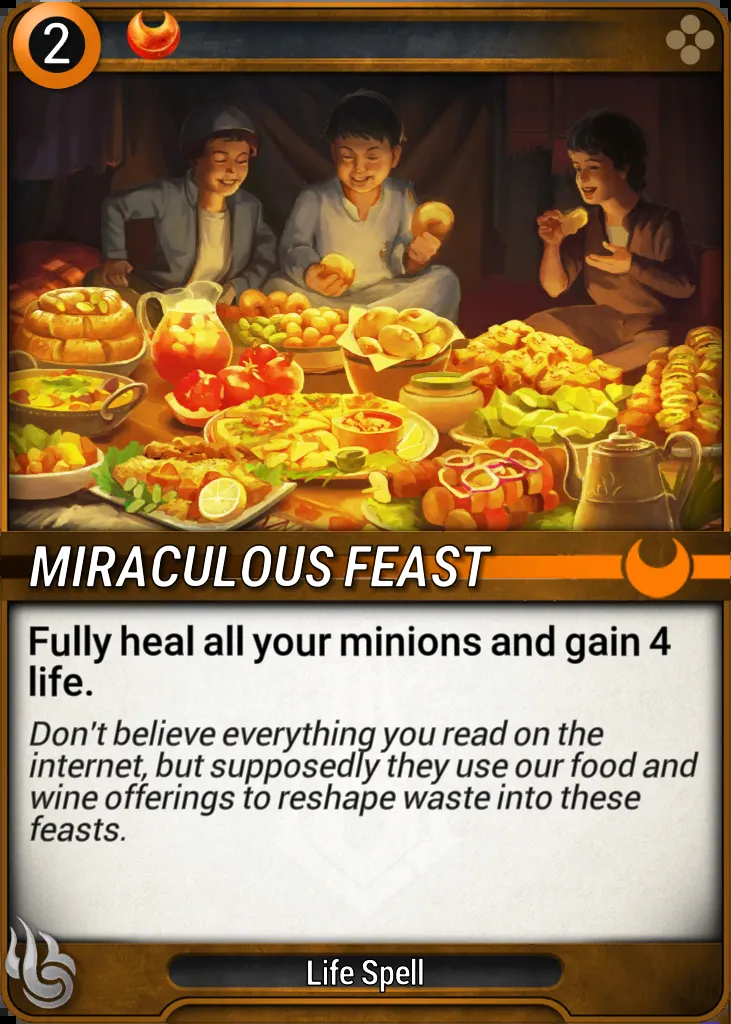 2
MIRACULOUS FEAST
Fully heal all your minions and gain 4
life.
Don't believe everything you read on the
internet, but supposedly they use our food and
wine offerings to reshape waste into these
feasts.
Life Spell